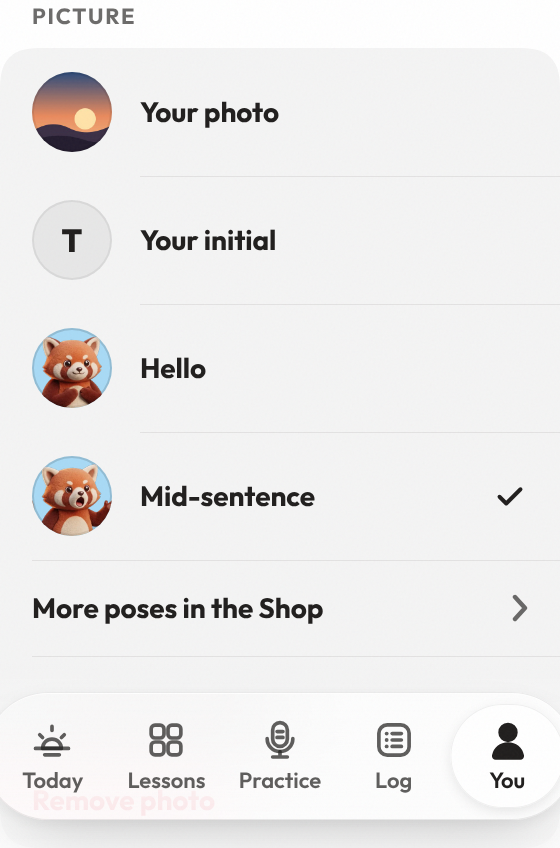 PICTURE
Your photo
T
Your initial
Hello
Mid-sentence
More poses in the Shop
Today
Lessons
Practice
Log
You
Remove photo